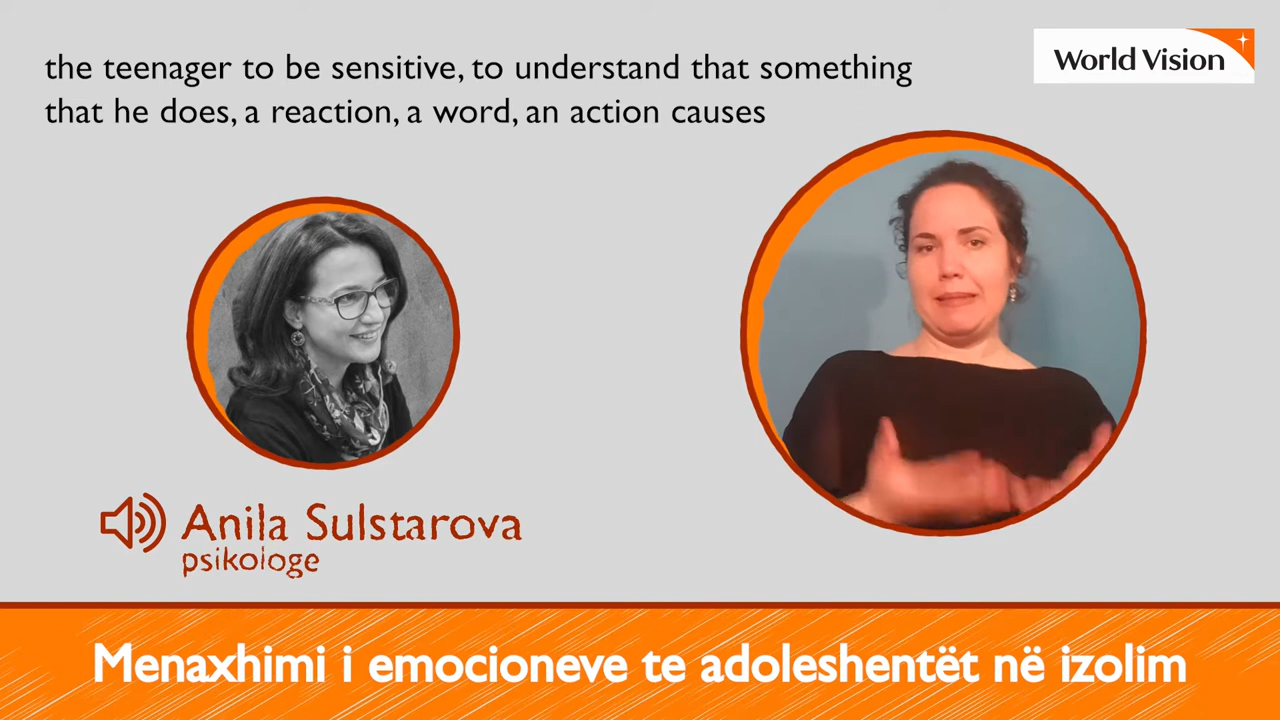 the teenager to be sensitive, to understand that something
that he does, a reaction, a word, an action causes
World Vision
Anila Sulstarova
psikologe
Menaxhimi i emocioneve te adoleshentët në izolim